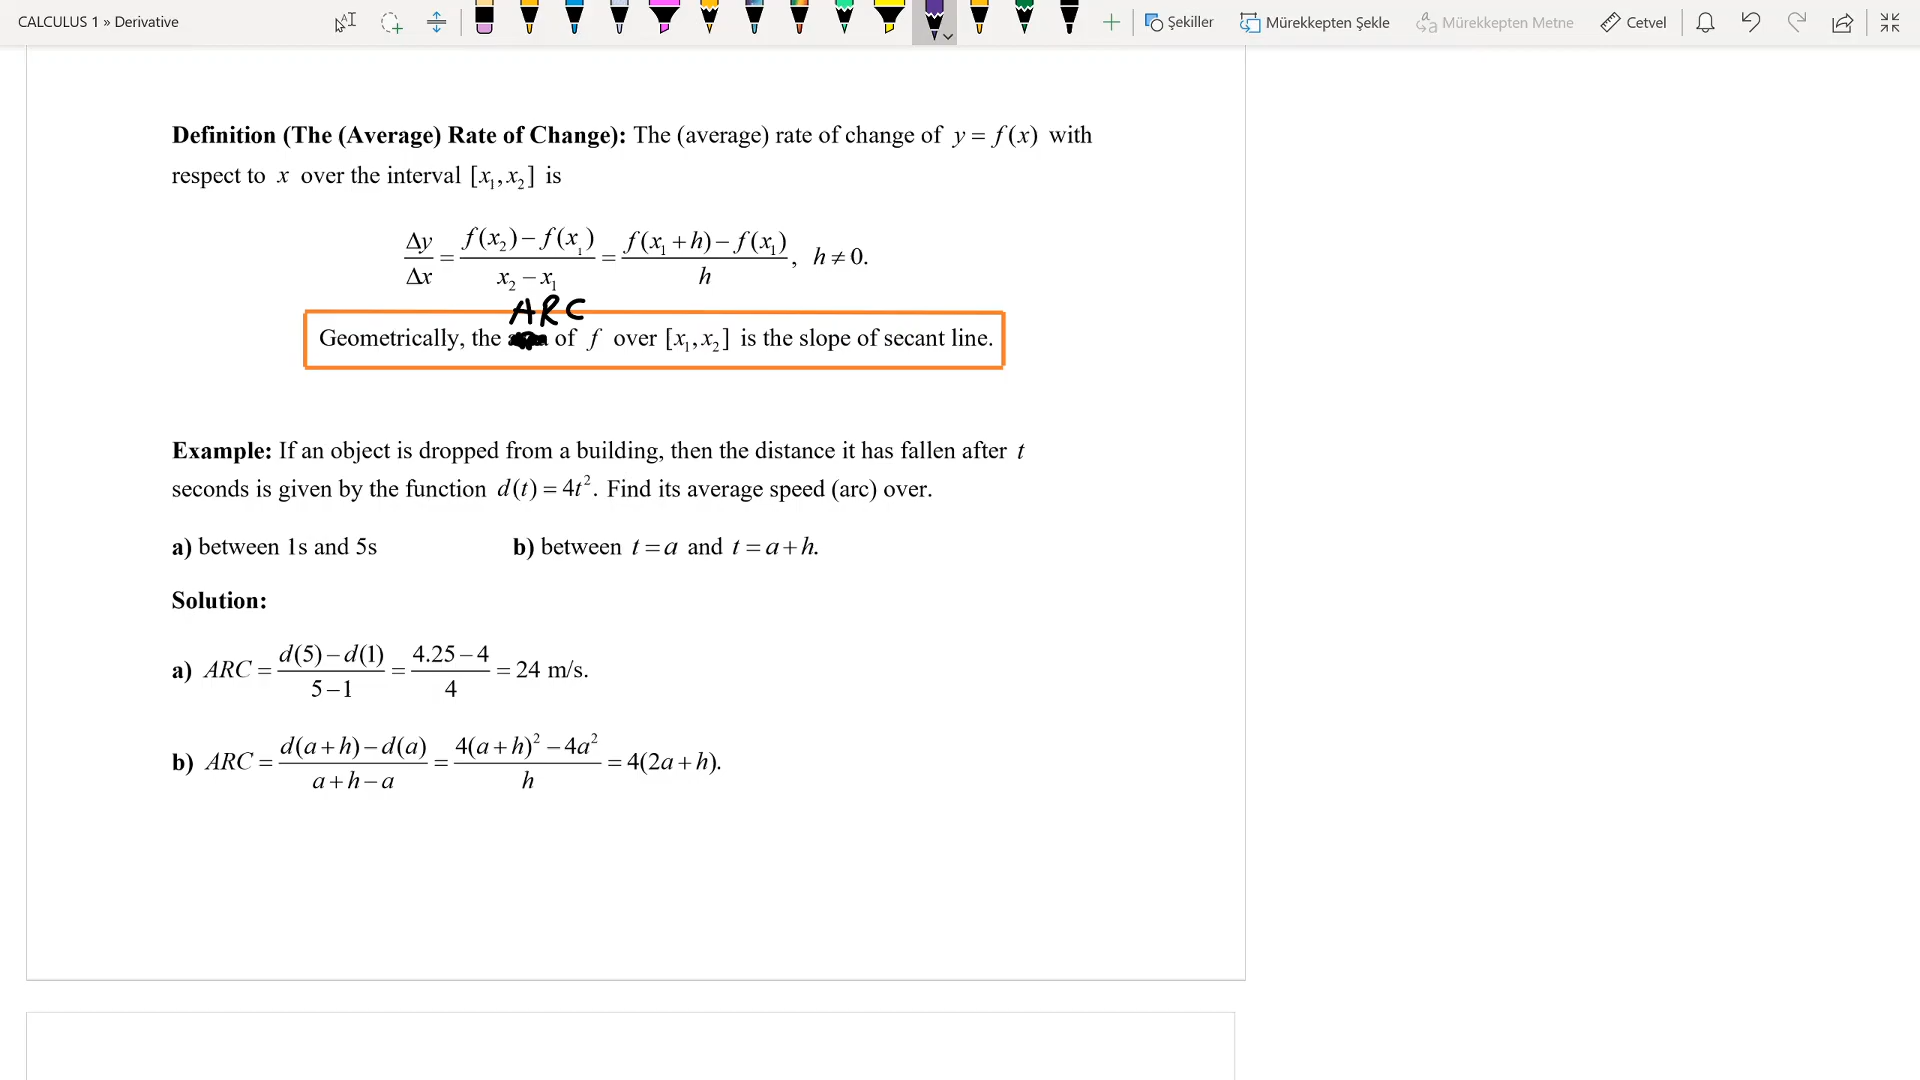 CALCULUS 1 » Derivative
Şekiller
Mürekkepten Şekle
Mürekkepten Metne
Cetvel
Definition (The (Average) Rate of Change): The (average) rate of change of y = f(x) with
respect to x over the interval [x₁, x₂] is
Δy/Δx = (f(x₂) − f(x₁))/(x₂ − x₁) = (f(x₁ + h) − f(x₁))/h, h ≠ 0.
ARC
Geometrically, the of f over [x₁, x₂] is the slope of secant line.
Example: If an object is dropped from a building, then the distance it has fallen after t
seconds is given by the function d(t) = 4t². Find its average speed (arc) over.
a) between 1s and 5s b) between t = a and t = a + h.
Solution:
a) ARC = (d(5) − d(1))/(5 − 1) = (4.25 − 4)/4 = 24 m/s.
b) ARC = (d(a + h) − d(a))/(a + h − a) = (4(a + h)² − 4a²)/h = 4(2a + h).